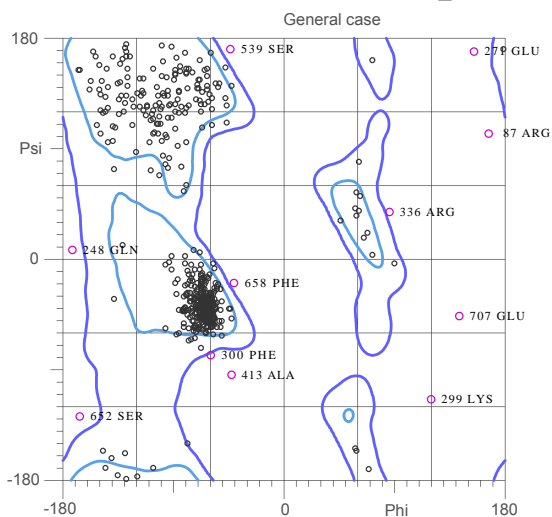 General case
180
539 SER
279 GLU
87 ARG
Psi
336 ARG
248 GLN
0
658 PHE
707 GLU
300 PHE
413 ALA
299 LYS
652 SER
-180
-180
0
Phi
180